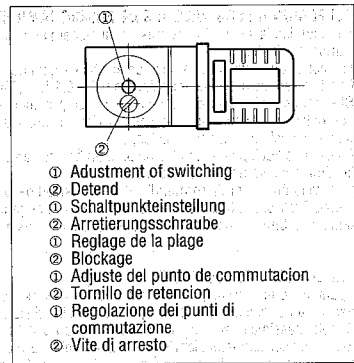 ①
②
① Adustment of switching
② Detend
① Schaltpunkteinstellung
② Arretierungsschraube
① Reglage de la plage
② Blockage
① Adjuste del punto de commutacion
② Tornillo de retencion
① Regolazione dei punti di
commutazione
② Vite di arresto